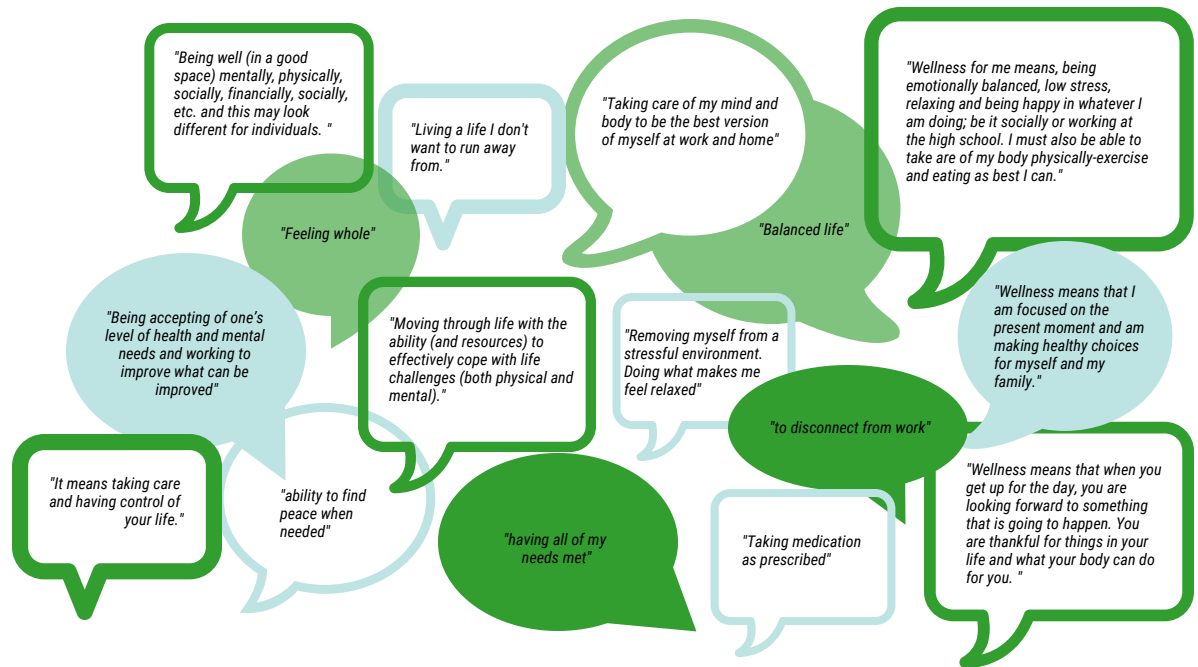 "Being well (in a good
space) mentally, physically,
socially, financially, socially,
etc. and this may look
different for individuals. "
"Living a life I don't
want to run away
from."
"Taking care of my mind and
body to be the best version
of myself at work and home"
"Wellness for me means, being
emotionally balanced, low stress,
relaxing and being happy in whatever I
am doing; be it socially or working at
the high school. I must also be able to
take are of my body physically-exercise
and eating as best I can."
"Feeling whole"
"Balanced life"
"Being accepting of one's
level of health and mental
needs and working to
improve what can be
improved"
"Moving through life with the
ability (and resources) to
effectively cope with life
challenges (both physical and
mental)."
"Removing myself from a
stressful environment.
Doing what makes me
feel relaxed"
"Wellness means that I
am focused on the
present moment and am
making healthy choices
for myself and my
family."
"to disconnect from work"
"It means taking care
and having control of
your life."
"ability to find
peace when
needed"
"having all of my
needs met"
"Taking medication
as prescribed"
"Wellness means that when you
get up for the day, you are
looking forward to something
that is going to happen. You
are thankful for things in your
life and what your body can do
for you. "